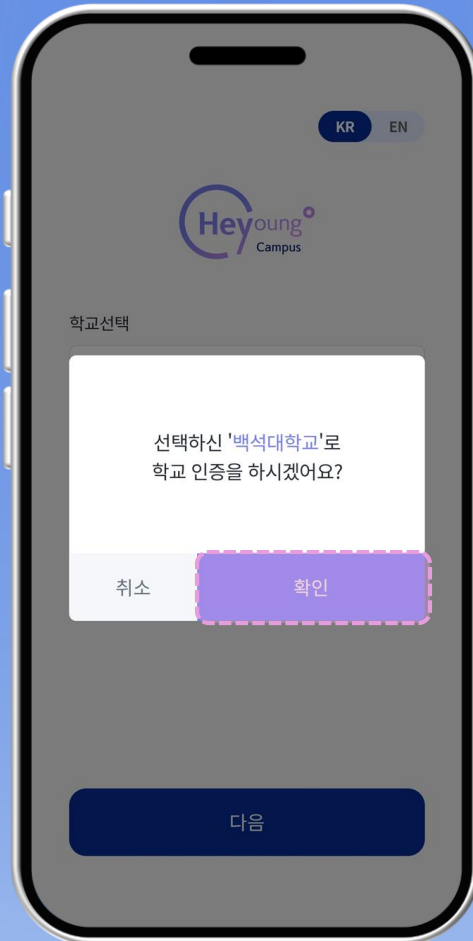 KR EN
Heyoung
Campus
학교선택
선택하신 '백석대학교'로
학교 인증을 하시겠어요?
취소 확인
다음